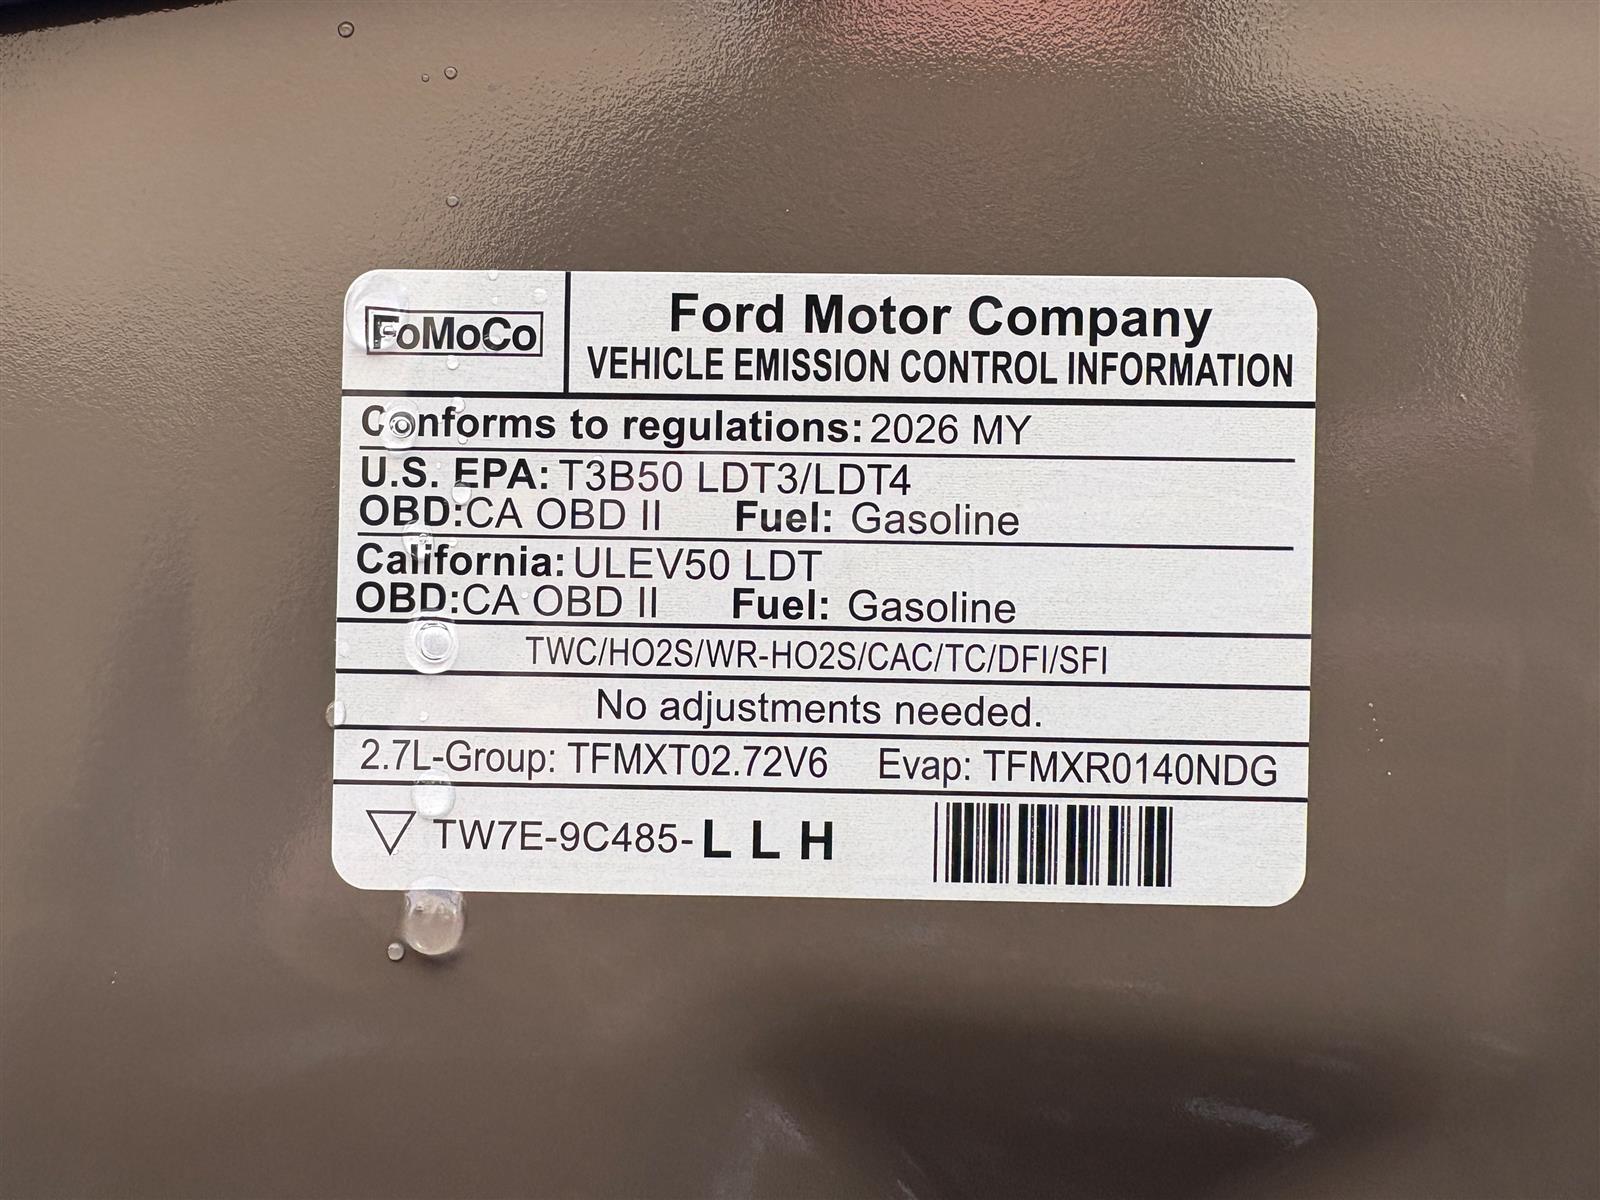 FoMoCo
Ford Motor Company
VEHICLE EMISSION CONTROL INFORMATION
Conforms to regulations: 2026 MY
U.S. EPA: T3B50 LDT3/LDT4
OBD: CA OBD II Fuel: Gasoline
California: ULEV50 LDT
OBD: CA OBD II Fuel: Gasoline
TWC/HO2S/WR-HO2S/CAC/TC/DFI/SFI
No adjustments needed.
2.7L-Group: TFMXT02.72V6 Evap: TFMXR0140NDG
TW7E-9C485-L L H